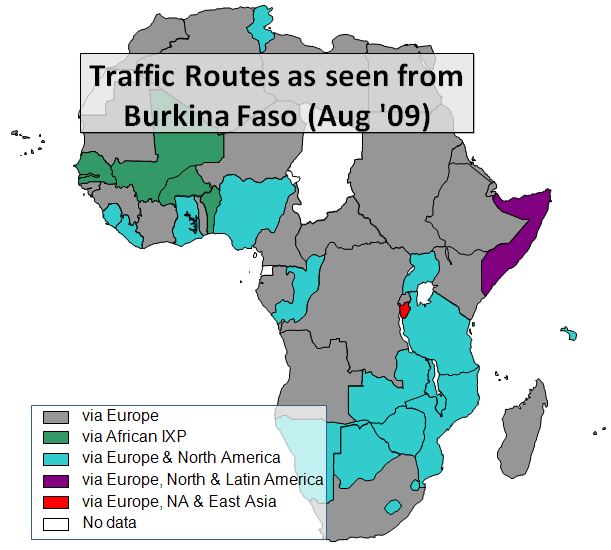 Traffic Routes as seen from
Burkina Faso (Aug '09)
via Europe
via African IXP
via Europe & North America
via Europe, North & Latin America
via Europe, NA & East Asia
No data